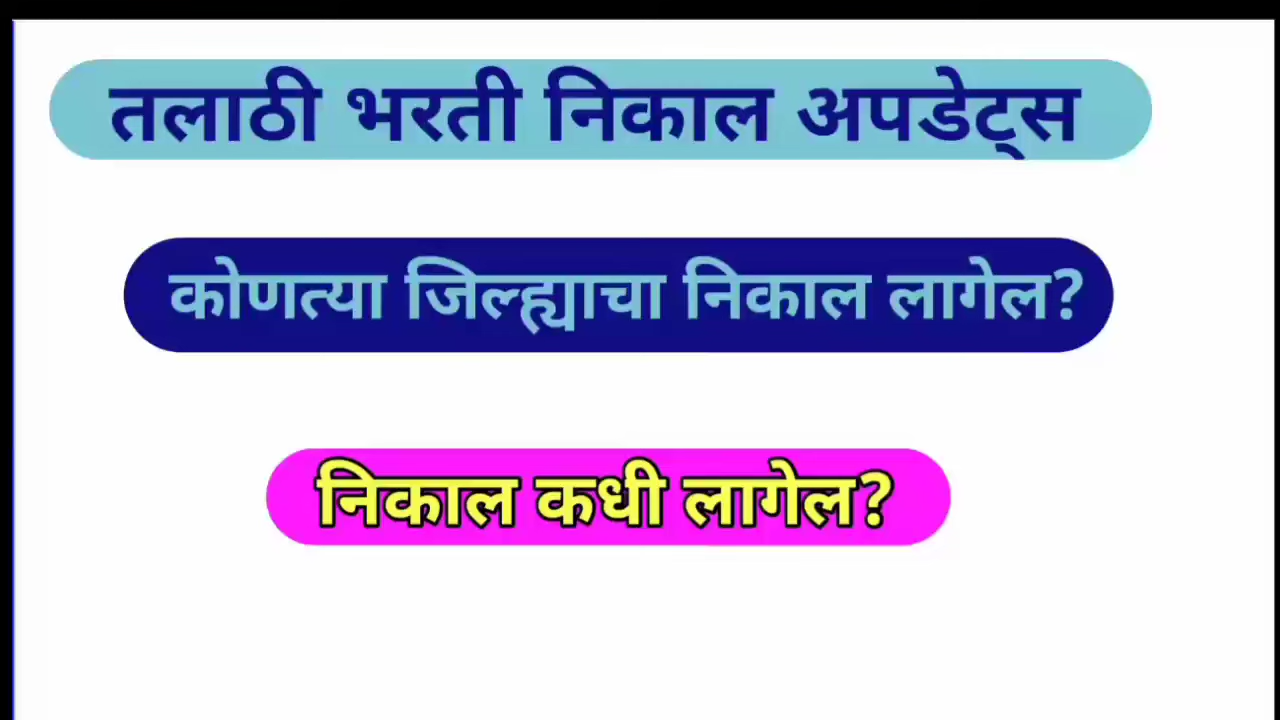 तलाठी भरती निकाल अपडेट्स
कोणत्या जिल्ह्याचा निकाल लागेल?
निकाल कधी लागेल?